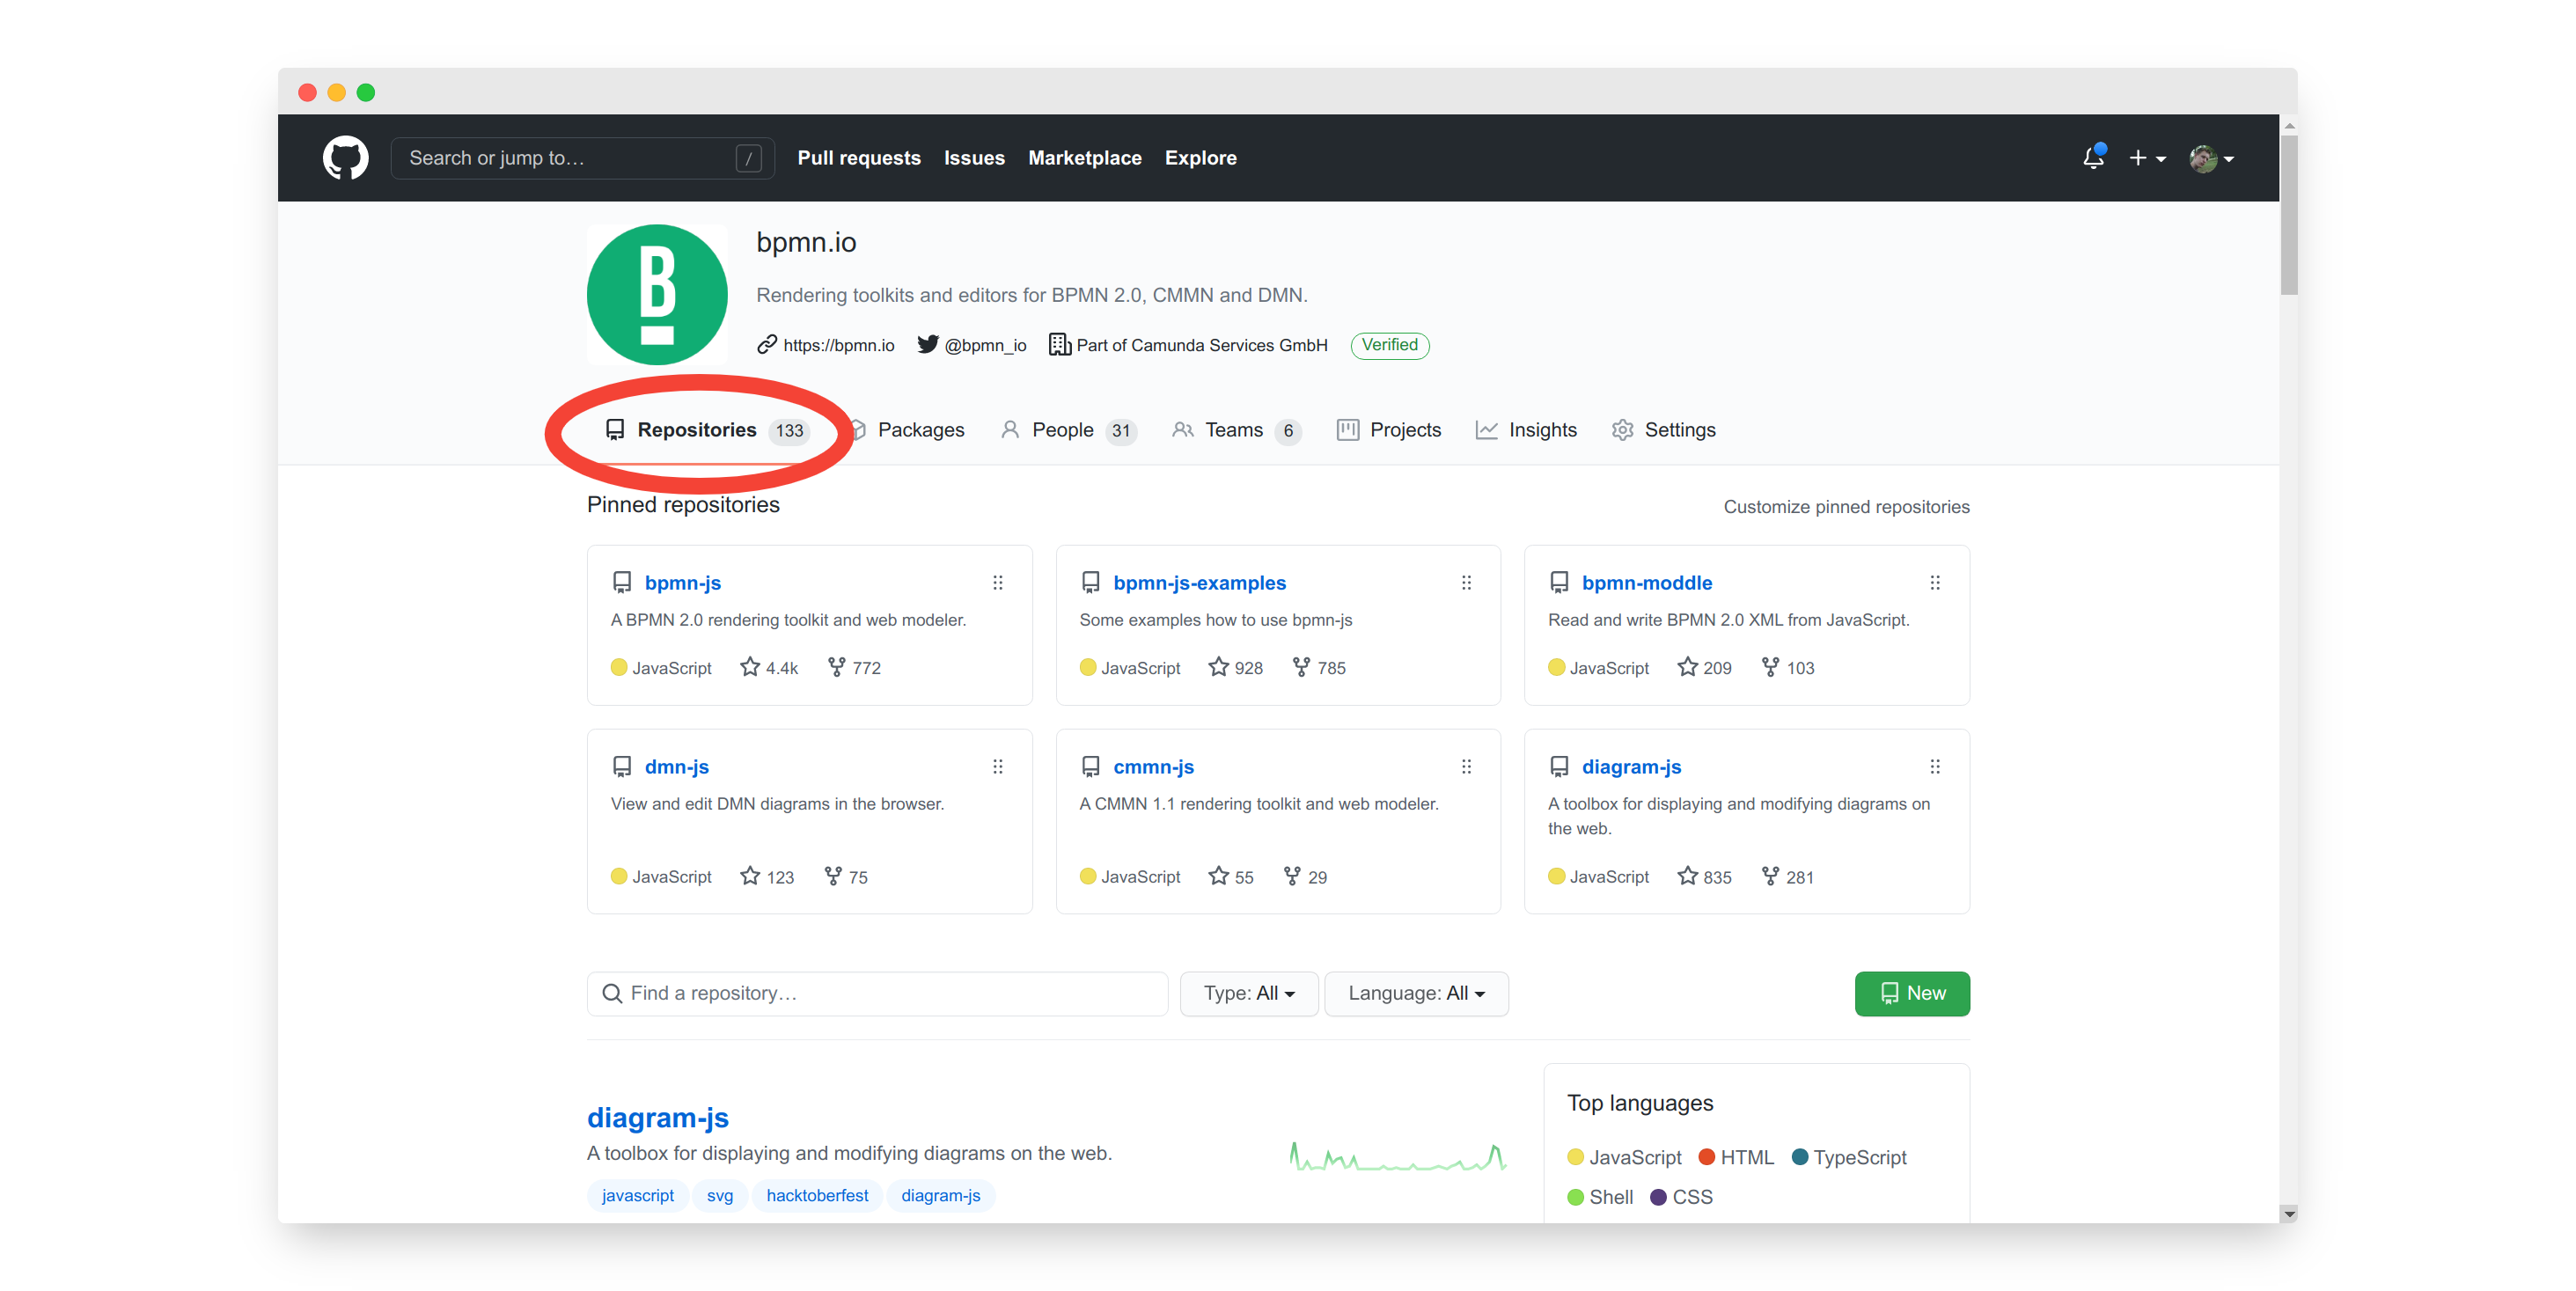 Search or jump to… / Pull requests Issues Marketplace Explore
B
bpmn.io
Rendering toolkits and editors for BPMN 2.0, CMMN and DMN.
https://bpmn.io @bpmn_io Part of Camunda Services GmbH Verified
Repositories 133 Packages People 31 Teams 6 Projects Insights Settings
Pinned repositories Customize pinned repositories
bpmn-js
A BPMN 2.0 rendering toolkit and web modeler.
JavaScript 4.4k 772
bpmn-js-examples
Some examples how to use bpmn-js
JavaScript 928 785
bpmn-moddle
Read and write BPMN 2.0 XML from JavaScript.
JavaScript 209 103
dmn-js
View and edit DMN diagrams in the browser.
JavaScript 123 75
cmmn-js
A CMMN 1.1 rendering toolkit and web modeler.
JavaScript 55 29
diagram-js
A toolbox for displaying and modifying diagrams on
the web.
JavaScript 835 281
Find a repository… Type: All Language: All New
diagram-js
A toolbox for displaying and modifying diagrams on the web.
javascript svg hacktoberfest diagram-js
Top languages
JavaScript HTML TypeScript
Shell CSS